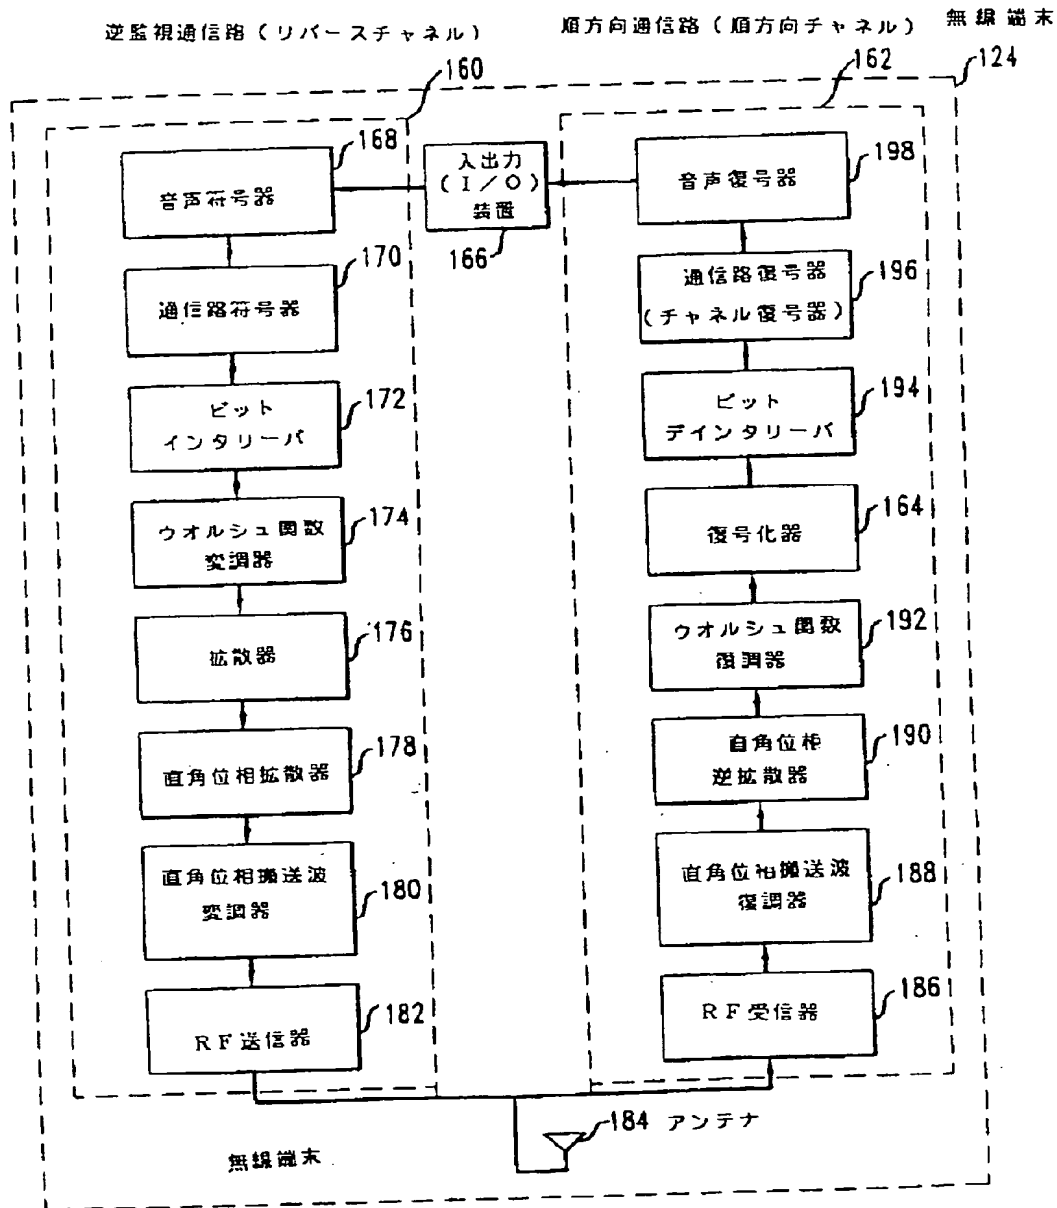 逆監視通信路(リバースチャネル)
順方向通信路(順方向チャネル)
無線端末
160
162
124
168
音声符号器
入出力
(I/O)
装置
166
音声復号器
198
170
通信路符号器
通信路復号器
(チャネル復号器)
196
ビット
インタリーバ
172
ビット
デインタリーバ
194
ウオルシュ関数
変調器
174
復号化器
164
拡散器
176
ウオルシュ関数
復調器
192
直角位相拡散器
178
直角位相
逆拡散器
190
直角位相搬送波
変調器
180
直角位相搬送波
復調器
188
RF送信器
182
RF受信器
186
184 アンテナ
無線端末